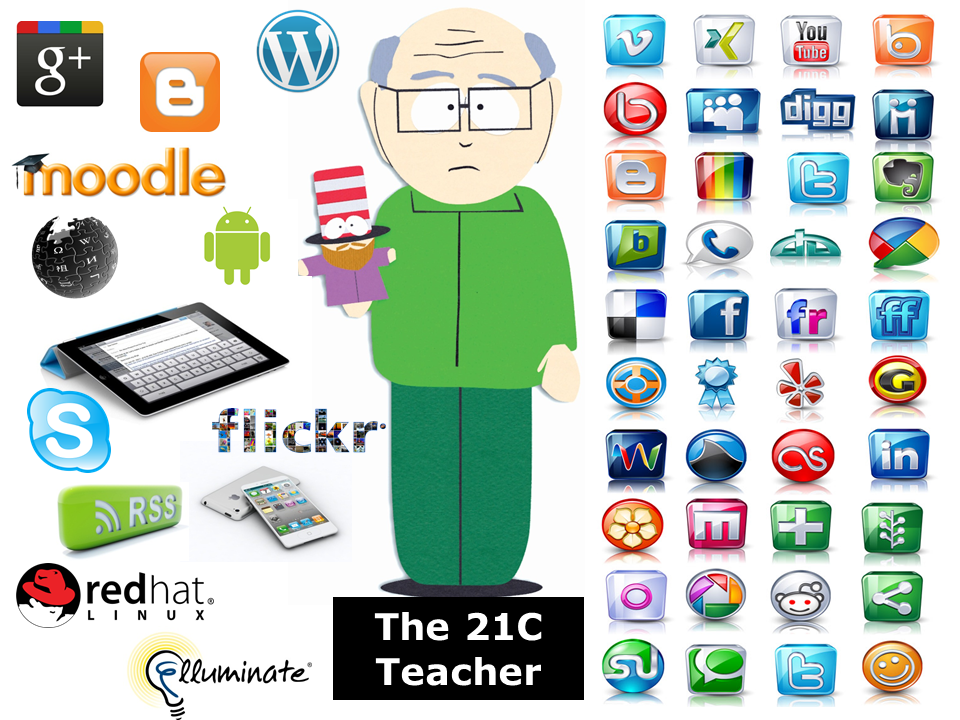 g+
W
B
moodle
W
S
flickr
RSS
redhat®
LINUX
elluminate®
The 21C
Teacher
v
You
Tube
b
b
digg
B
t
b
f
fr
ff
G
W
in
m
t